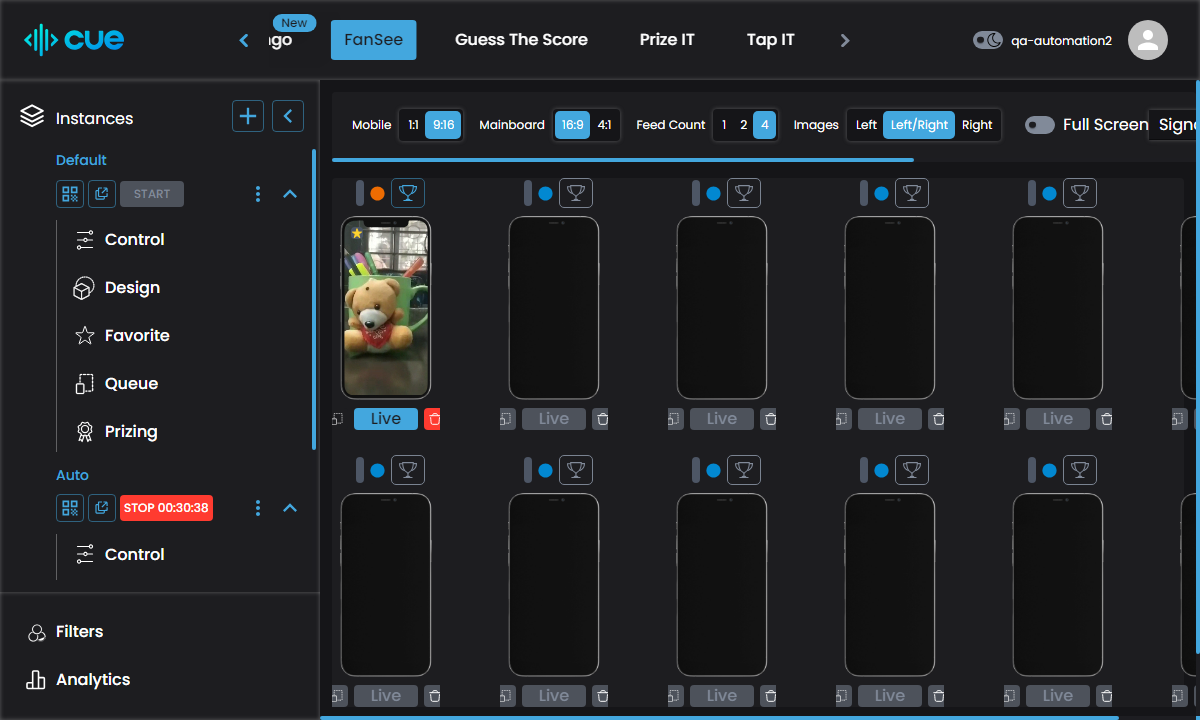 cue
New
FanSee
Guess The Score
Prize IT
Tap IT
qa-automation2
Instances
Default
START
Control
Design
Favorite
Queue
Prizing
Auto
STOP 00:30:38
Control
Filters
Analytics
Mobile 1:1 9:16 Mainboard 16:9 4:1 Feed Count 1 2 4 Images Left Left/Right Right Full Screen
Live Live Live Live Live
Live Live Live Live Live